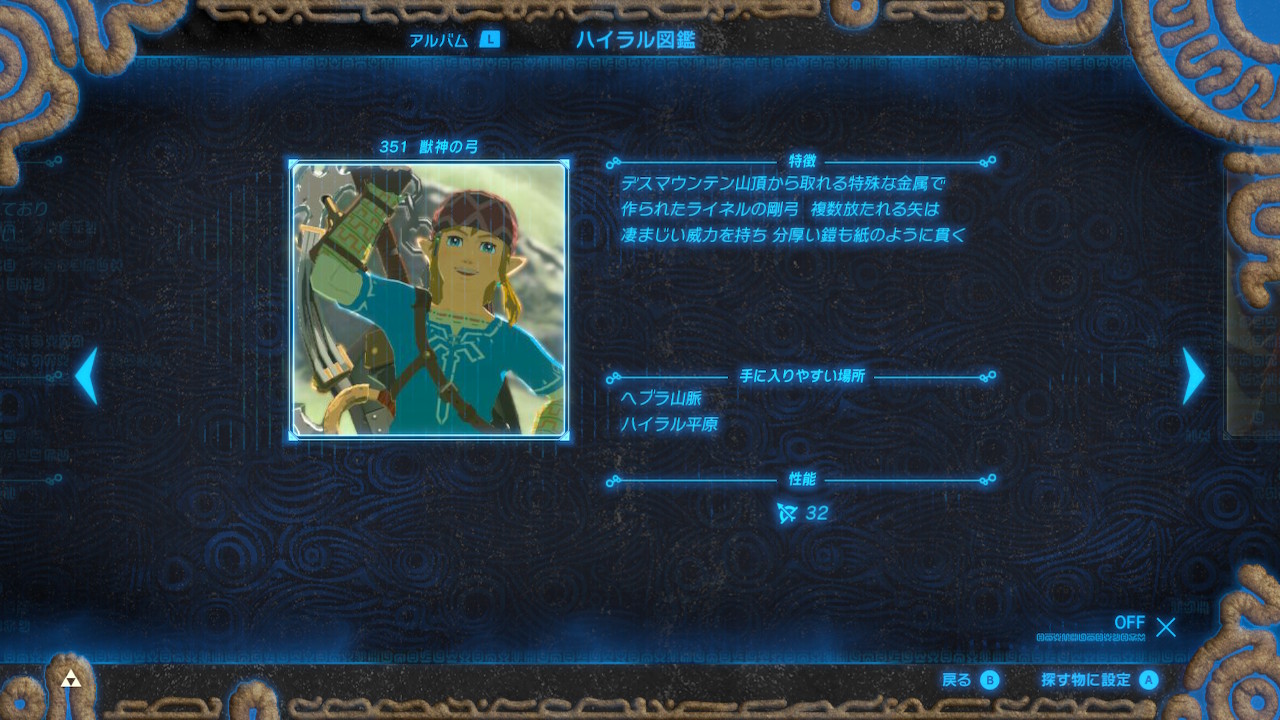 アルバム L
ハイラル図鑑
351 獣神の弓
特徴
デスマウンテン山頂から取れる特殊な金属で
作られたライネルの剛弓 複数放たれる矢は
凄まじい威力を持ち 分厚い鎧も紙のように貫く
手に入りやすい場所
ヘブラ山脈
ハイラル平原
性能
32
OFF
戻る B
探す物に設定 A
ており